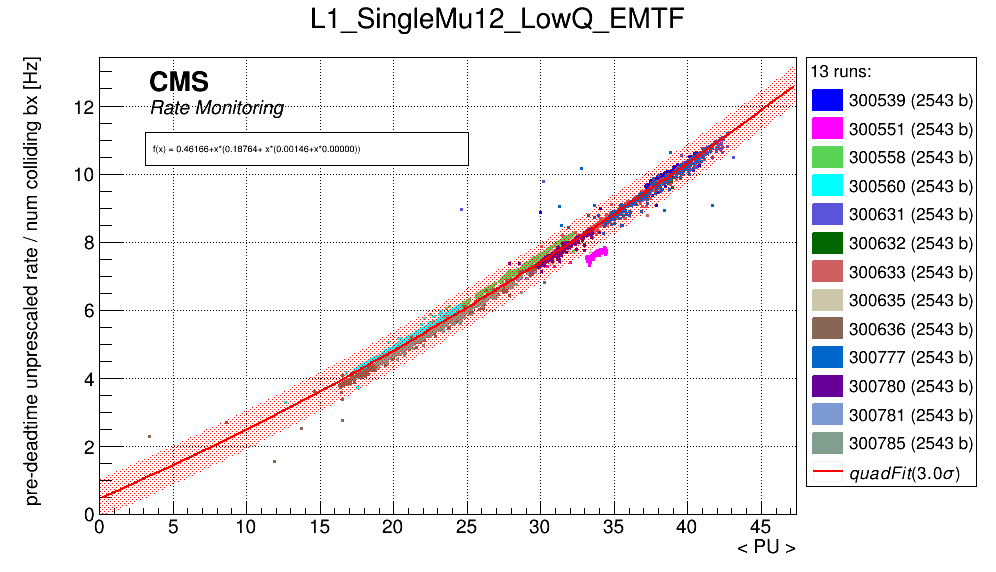 L1_SingleMu12_LowQ_EMTF
pre-deadtime unprescaled rate / num colliding bx [Hz]
CMS
Rate Monitoring
f(x) = 0.46166+x*(0.18764+ x*(0.00146+x*0.00000))
12
10
8
6
4
2
0
0 5 10 15 20 25 30 35 40 45
< PU >
13 runs:
300539 (2543 b)
300551 (2543 b)
300558 (2543 b)
300560 (2543 b)
300631 (2543 b)
300632 (2543 b)
300633 (2543 b)
300635 (2543 b)
300636 (2543 b)
300777 (2543 b)
300780 (2543 b)
300781 (2543 b)
300785 (2543 b)
quadFit(3.0σ)